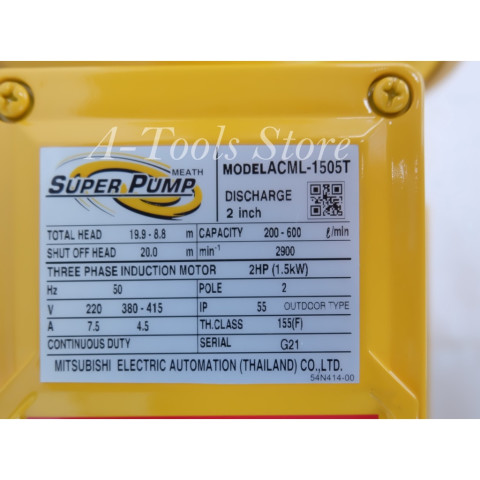 A-Tools Store
MEATH
SUPER PUMP
MODEL ACML-1505T
DISCHARGE
2 inch
TOTAL HEAD 19.9 - 8.8 m CAPACITY 200 - 600 ℓ/min
SHUT OFF HEAD 20.0 m min⁻¹ 2900
THREE PHASE INDUCTION MOTOR 2HP (1.5kW)
Hz 50 POLE 2
V 220 380 - 415 IP 55 OUTDOOR TYPE
A 7.5 4.5 TH.CLASS 155(F)
CONTINUOUS DUTY SERIAL G21
MITSUBISHI ELECTRIC AUTOMATION (THAILAND) CO.,LTD.
54N414-00